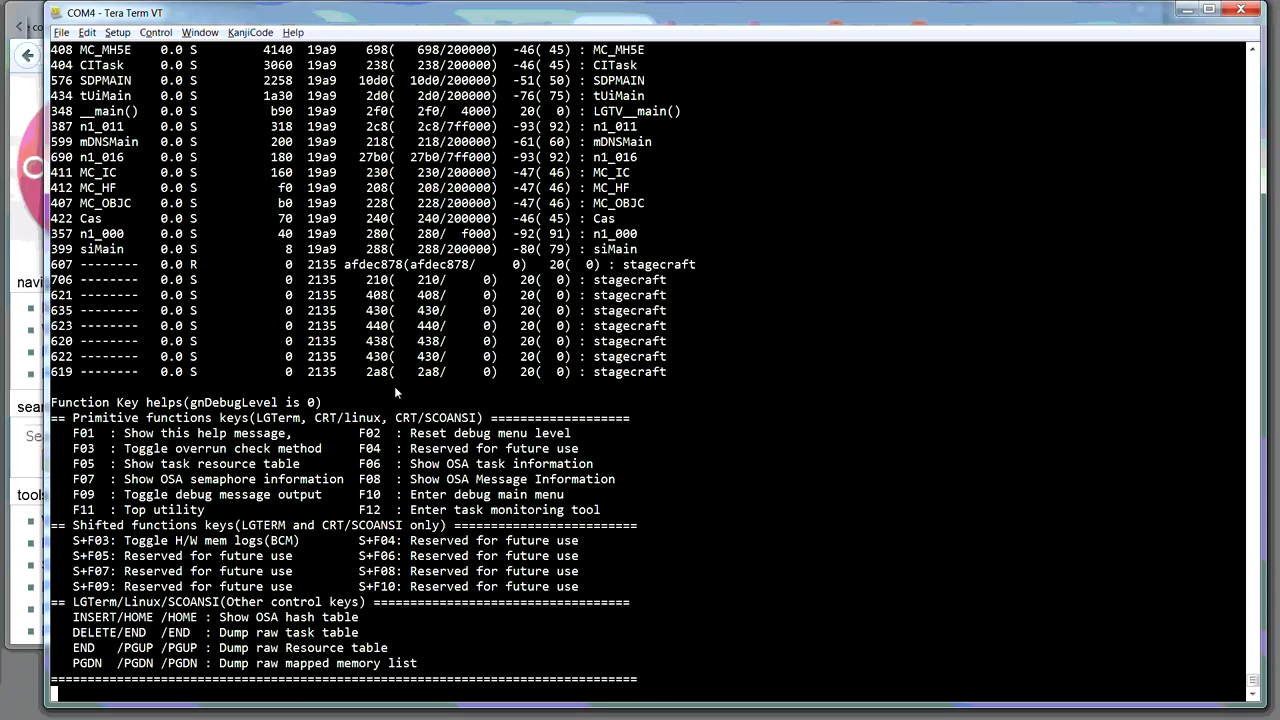 COM4 - Tera Term VT
File Edit Setup Control Window KanjiCode Help
408 MC_MH5E 0.0 S 4140 19a9 698( 698/200000) -46( 45) : MC_MH5E
404 CITask 0.0 S 3060 19a9 238( 238/200000) -46( 45) : CITask
576 SDPMAIN 0.0 S 2258 19a9 10d0( 10d0/200000) -51( 50) : SDPMAIN
434 tUiMain 0.0 S 1a30 19a9 2d0( 2d0/200000) -76( 75) : tUiMain
348 __main() 0.0 S b90 19a9 2f0( 2f0/ 4000) 20( 0) : LGTV__main()
387 n1_011 0.0 S 318 19a9 2c8( 2c8/7ff000) -93( 92) : n1_011
599 mDNSMain 0.0 S 200 19a9 218( 218/200000) -61( 60) : mDNSMain
690 n1_016 0.0 S 180 19a9 27b0( 27b0/7ff000) -93( 92) : n1_016
411 MC_IC 0.0 S 160 19a9 230( 230/200000) -47( 46) : MC_IC
412 MC_HF 0.0 S f0 19a9 208( 208/200000) -47( 46) : MC_HF
407 MC_OBJC 0.0 S b0 19a9 228( 228/200000) -47( 46) : MC_OBJC
422 Cas 0.0 S 70 19a9 240( 240/200000) -46( 45) : Cas
357 n1_000 0.0 S 40 19a9 280( 280/ f000) -92( 91) : n1_000
399 siMain 0.0 S 8 19a9 288( 288/200000) -80( 79) : siMain
607 -------- 0.0 R 0 2135 afdec878(afdec878/ 0) 20( 0) : stagecraft
706 -------- 0.0 S 0 2135 210( 210/ 0) 20( 0) : stagecraft
621 -------- 0.0 S 0 2135 408( 408/ 0) 20( 0) : stagecraft
635 -------- 0.0 S 0 2135 430( 430/ 0) 20( 0) : stagecraft
623 -------- 0.0 S 0 2135 440( 440/ 0) 20( 0) : stagecraft
620 -------- 0.0 S 0 2135 438( 438/ 0) 20( 0) : stagecraft
622 -------- 0.0 S 0 2135 430( 430/ 0) 20( 0) : stagecraft
619 -------- 0.0 S 0 2135 2a8( 2a8/ 0) 20( 0) : stagecraft
Function Key helps(gnDebugLevel is 0)
== Primitive functions keys(LGTerm, CRT/linux, CRT/SCOANSI) ===================
F01 : Show this help message, F02 : Reset debug menu level
F03 : Toggle overrun check method F04 : Reserved for future use
F05 : Show task resource table F06 : Show OSA task information
F07 : Show OSA semaphore information F08 : Show OSA Message Information
F09 : Toggle debug message output F10 : Enter debug main menu
F11 : Top utility F12 : Enter task monitoring tool
== Shifted functions keys(LGTERM and CRT/SCOANSI only) =========================
S+F03: Toggle H/W mem logs(BCM) S+F04: Reserved for future use
S+F05: Reserved for future use S+F06: Reserved for future use
S+F07: Reserved for future use S+F08: Reserved for future use
S+F09: Reserved for future use S+F10: Reserved for future use
== LGTerm/Linux/SCOANSI(Other control keys) ===================================
INSERT/HOME /HOME : Show OSA hash table
DELETE/END /END : Dump raw task table
END /PGUP /PGUP : Dump raw Resource table
PGDN /PGDN /PGDN : Dump raw mapped memory list
================================================================================
navi
sear
Se
tools